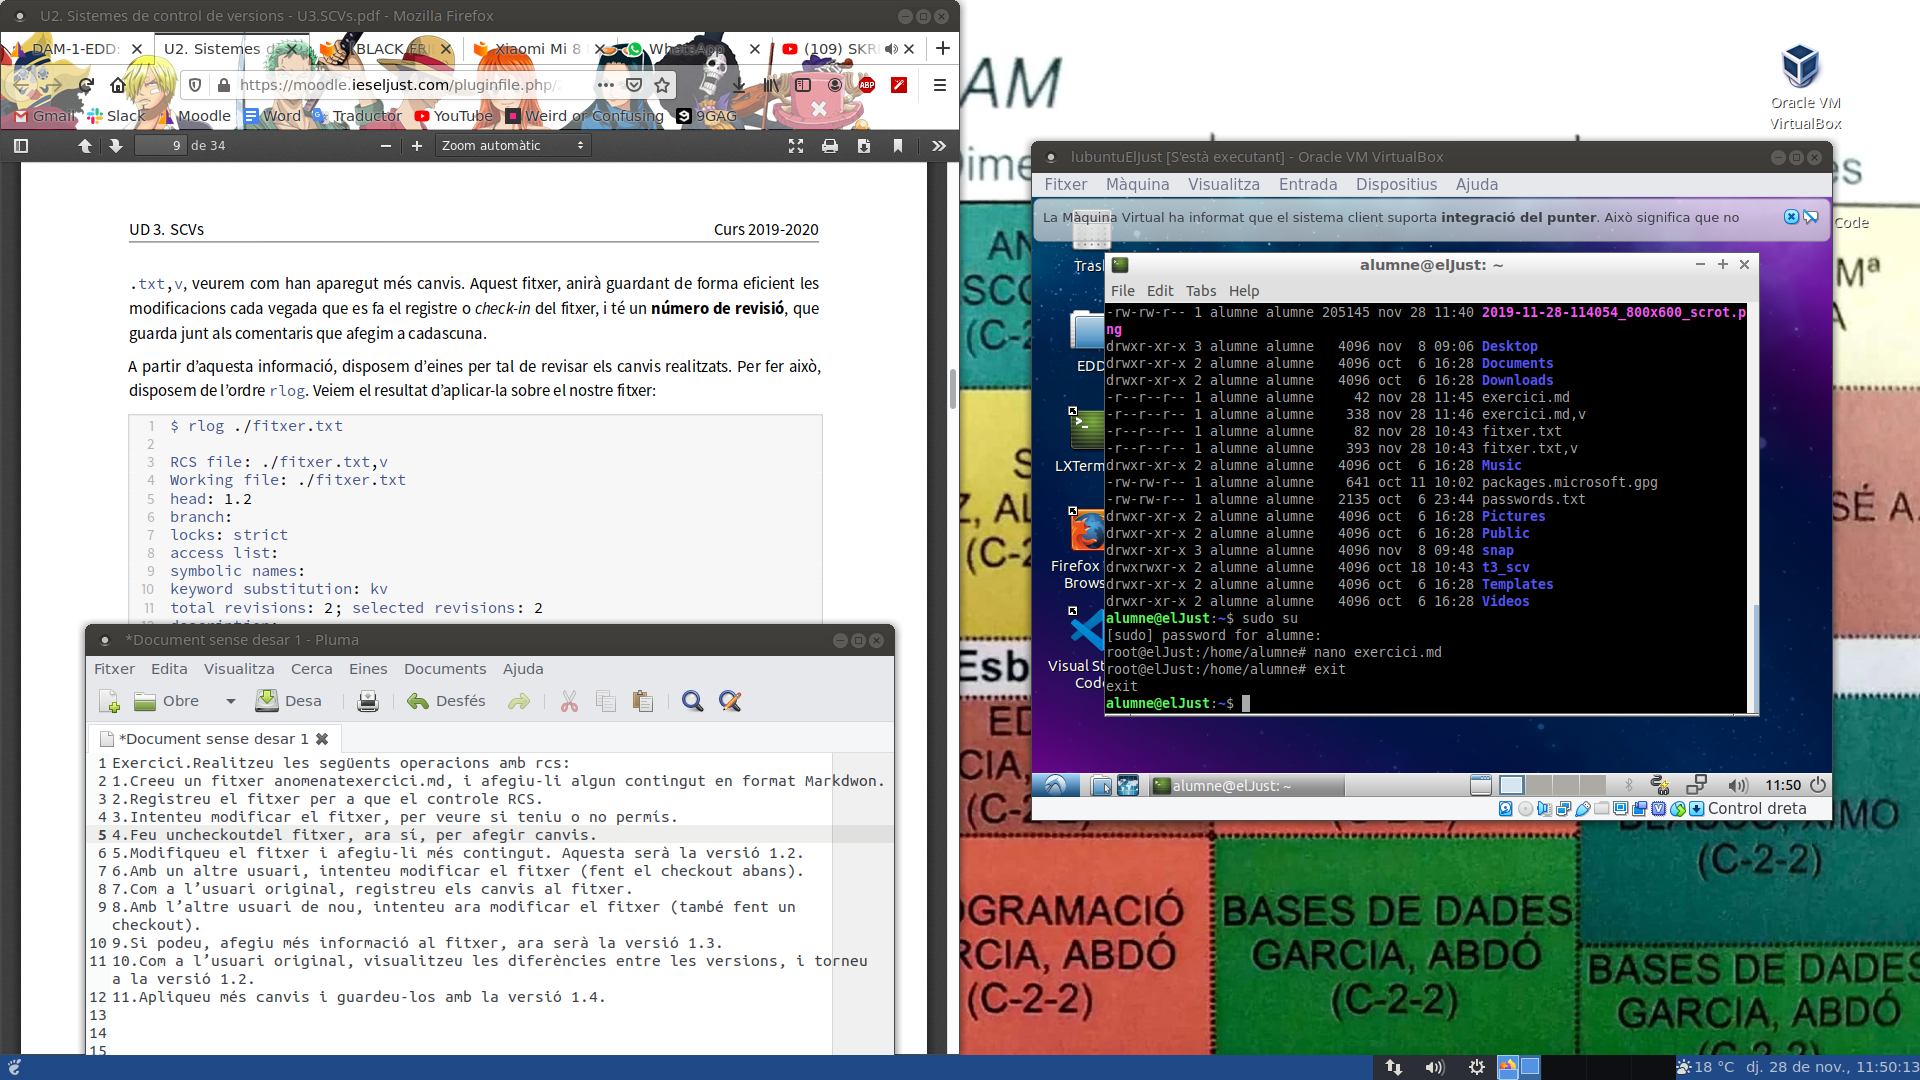 U2. Sistemes de control de versions - U3.SCVs.pdf - Mozilla Firefox
DAM-1-EDD:
U2. Sistemes d
BLACK FRI
Xiaomi Mi 8
WhatsApp
(109) SKRI
https://moodle.ieseljust.com/pluginfile.php/
Gmail Slack Moodle Word Traductor YouTube Weird or Confusing 9GAG
9 de 34
Zoom automàtic
UD 3. SCVs
Curs 2019-2020
.txt,v, veurem com han aparegut més canvis. Aquest fitxer, anirà guardant de forma eficient les
modificacions cada vegada que es fa el registre o check-in del fitxer, i té un número de revisió, que
guarda junt als comentaris que afegim a cadascuna.
A partir d’aquesta informació, disposem d’eines per tal de revisar els canvis realitzats. Per fer això,
disposem de l’ordre rlog. Veiem el resultat d’aplicar-la sobre el nostre fitxer:
1 $ rlog ./fitxer.txt
2
3 RCS file: ./fitxer.txt,v
4 Working file: ./fitxer.txt
5 head: 1.2
6 branch:
7 locks: strict
8 access list:
9 symbolic names:
10 keyword substitution: kv
11 total revisions: 2; selected revisions: 2
*Document sense desar 1 - Pluma
Fitxer Edita Visualitza Cerca Eines Documents Ajuda
Obre Desa Desfés
*Document sense desar 1
1 Exercici.Realitzeu les següents operacions amb rcs:
2 1.Creeu un fitxer anomenatexercici.md, i afegiu-li algun contingut en format Markdwon.
3 2.Registreu el fitxer per a que el controle RCS.
4 3.Intenteu modificar el fitxer, per veure si teniu o no permís.
5 4.Feu uncheckoutdel fitxer, ara sí, per afegir canvis.
6 5.Modifiqueu el fitxer i afegiu-li més contingut. Aquesta serà la versió 1.2.
7 6.Amb un altre usuari, intenteu modificar el fitxer (fent el checkout abans).
8 7.Com a l’usuari original, registreu els canvis al fitxer.
9 8.Amb l’altre usuari de nou, intenteu ara modificar el fitxer (també fent un
checkout).
10 9.Si podeu, afegiu més informació al fitxer, ara serà la versió 1.3.
11 10.Com a l’usuari original, visualitzeu les diferències entre les versions, i torneu
a la versió 1.2.
12 11.Apliqueu més canvis i guardeu-los amb la versió 1.4.
13
14
15
AM
Oracle VM
VirtualBox
Code
lubuntuElJust [S'està executant] - Oracle VM VirtualBox
Fitxer Màquina Visualitza Entrada Dispositius Ajuda
La Màquina Virtual ha informat que el sistema client suporta integració del punter. Això significa que no
Trash
EDD
LXTerm
Firefox
Brows
Visual St
Code
alumne@elJust: ~
File Edit Tabs Help
-rw-rw-r-- 1 alumne alumne 205145 nov 28 11:40 2019-11-28-114054_800x600_scrot.p
ng
drwxr-xr-x 3 alumne alumne   4096 nov  8 09:06 Desktop
drwxr-xr-x 2 alumne alumne   4096 oct  6 16:28 Documents
drwxr-xr-x 2 alumne alumne   4096 oct  6 16:28 Downloads
-r--r--r-- 1 alumne alumne     42 nov 28 11:45 exercici.md
-r--r--r-- 1 alumne alumne    338 nov 28 11:46 exercici.md,v
-r--r--r-- 1 alumne alumne     82 nov 28 10:43 fitxer.txt
-r--r--r-- 1 alumne alumne    393 nov 28 10:43 fitxer.txt,v
drwxr-xr-x 2 alumne alumne   4096 oct  6 16:28 Music
-rw-rw-r-- 1 alumne alumne    641 oct 11 10:02 packages.microsoft.gpg
-rw-rw-r-- 1 alumne alumne   2135 oct  6 23:44 passwords.txt
drwxr-xr-x 2 alumne alumne   4096 oct  6 16:28 Pictures
drwxr-xr-x 2 alumne alumne   4096 oct  6 16:28 Public
drwxr-xr-x 3 alumne alumne   4096 nov  8 09:48 snap
drwxrwxr-x 2 alumne alumne   4096 oct 18 10:43 t3_scv
drwxr-xr-x 2 alumne alumne   4096 oct  6 16:28 Templates
drwxr-xr-x 2 alumne alumne   4096 oct  6 16:28 Videos
alumne@elJust:~$ sudo su
[sudo] password for alumne:
root@elJust:/home/alumne# nano exercici.md
root@elJust:/home/alumne# exit
exit
alumne@elJust:~$
alumne@elJust: ~
11:50
Control dreta
OGRAMACIÓ
RCIA, ABDÓ
(C-2-2)
BASES DE DADES
GARCIA, ABDÓ
(C-2-2)
(C-2-2)
BASES DE DADES
GARCIA, ABDÓ
18 °C dj. 28 de nov., 11:50:13